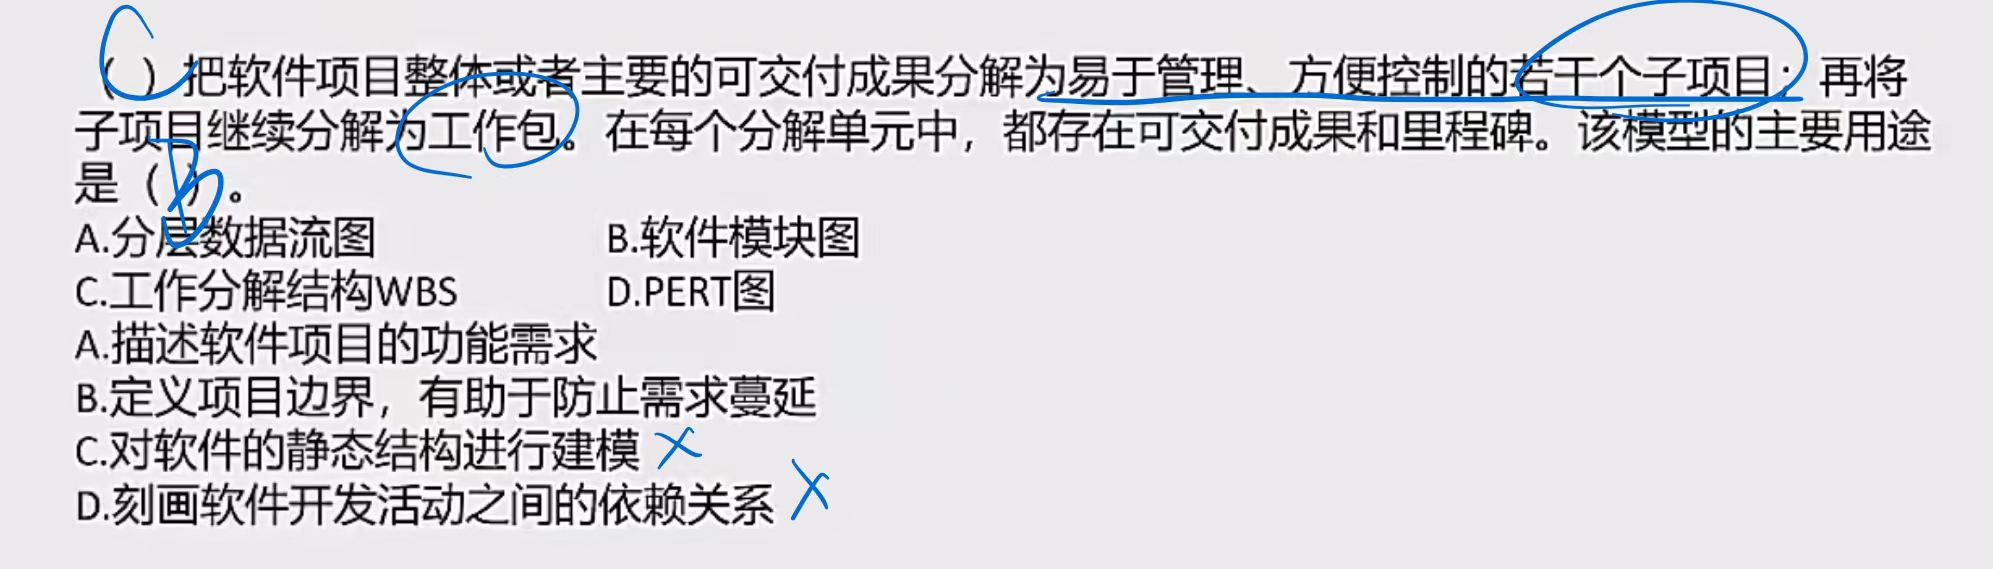 C
( ) 把软件项目整体或者主要的可交付成果分解为易于管理、方便控制的若干个子项目；再将
子项目继续分解为工作包。在每个分解单元中，都存在可交付成果和里程碑。该模型的主要用途
是 ( ) 。
B
A.分层数据流图 B.软件模块图
C.工作分解结构WBS D.PERT图
A.描述软件项目的功能需求
B.定义项目边界，有助于防止需求蔓延
C.对软件的静态结构进行建模 ×
D.刻画软件开发活动之间的依赖关系 ×